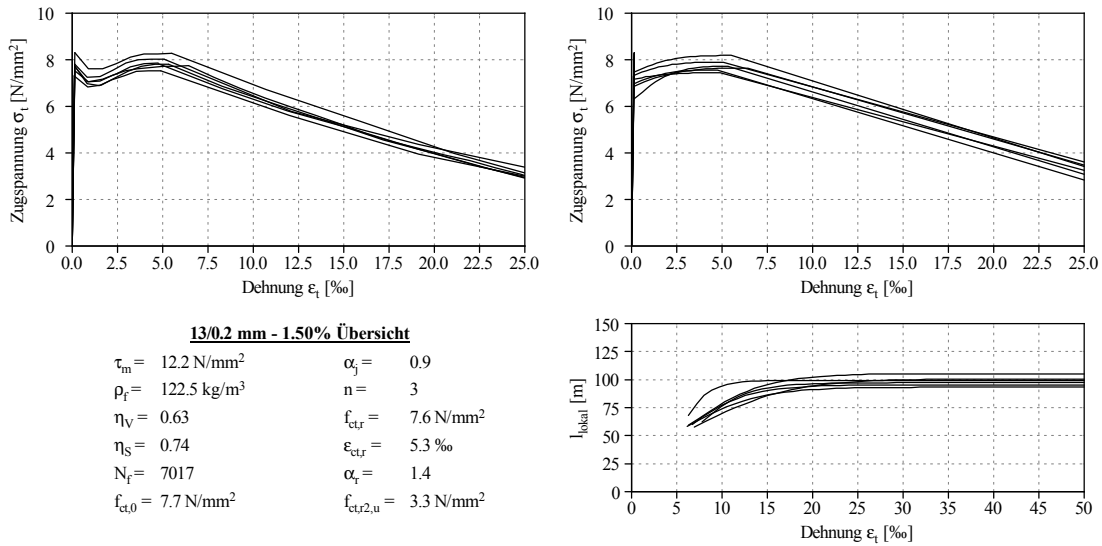 10
8
6
4
2
0
Zugspannung σt [N/mm²]
0.0 2.5 5.0 7.5 10.0 12.5 15.0 17.5 20.0 22.5 25.0
Dehnung εt [‰]
10
8
6
4
2
0
Zugspannung σt [N/mm²]
0.0 2.5 5.0 7.5 10.0 12.5 15.0 17.5 20.0 22.5 25.0
Dehnung εt [‰]
13/0.2 mm - 1.50% Übersicht
τm = 12.2 N/mm² αj = 0.9
ρf = 122.5 kg/m³ n = 3
ηV = 0.63 fct,r = 7.6 N/mm²
ηS = 0.74 εct,r = 5.3 ‰
Nf = 7017 αr = 1.4
fct,0 = 7.7 N/mm² fct,r2,u = 3.3 N/mm²
150
125
100
75
50
25
0
llokal [m]
0 5 10 15 20 25 30 35 40 45 50
Dehnung εt [‰]